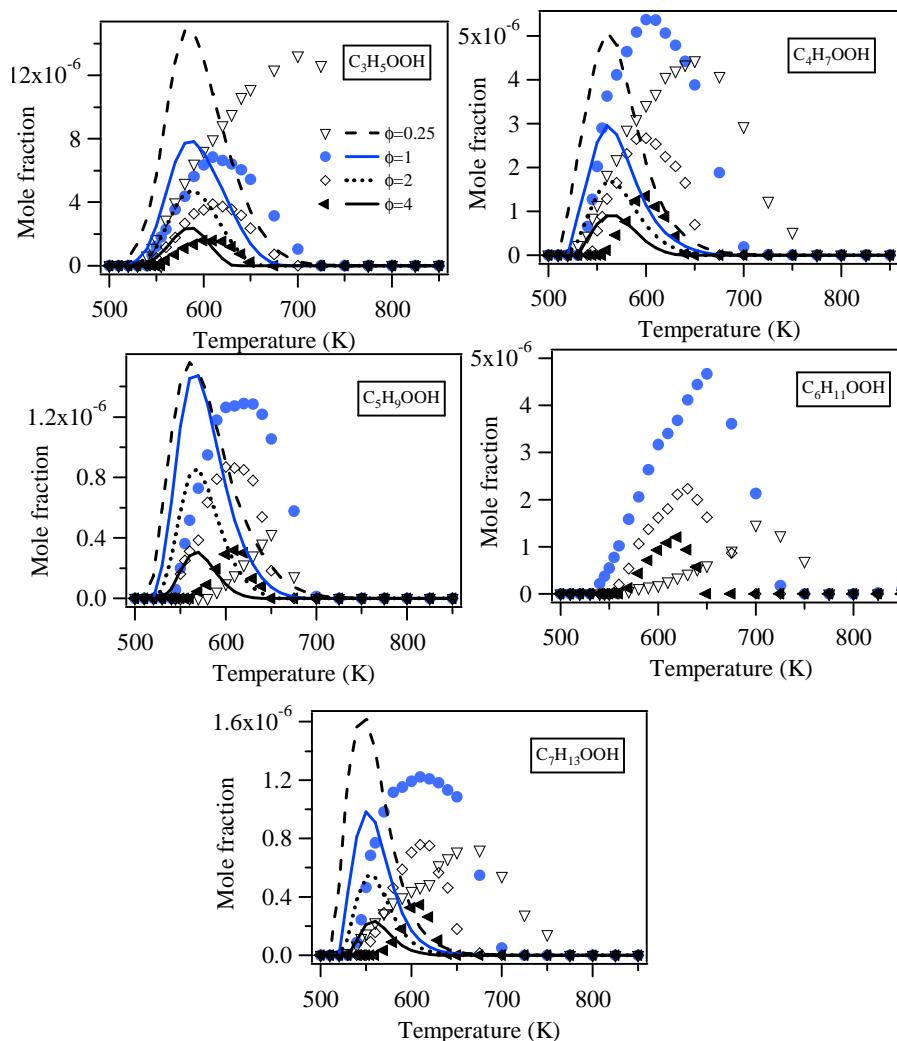 12x10⁻⁶
8
4
0
Mole fraction
C₃H₅OOH
ϕ=0.25
ϕ=1
ϕ=2
ϕ=4
500 600 700 800
Temperature (K)
5x10⁻⁶
4
3
2
1
0
Mole fraction
C₄H₇OOH
500 600 700 800
Temperature (K)
1.2x10⁻⁶
0.8
0.4
0.0
Mole fraction
C₅H₉OOH
500 600 700 800
Temperature (K)
5x10⁻⁶
4
3
2
1
0
Mole fraction
C₆H₁₁OOH
500 600 700 800
Temperature (K)
1.6x10⁻⁶
1.2
0.8
0.4
0.0
Mole fraction
C₇H₁₃OOH
500 600 700 800
Temperature (K)